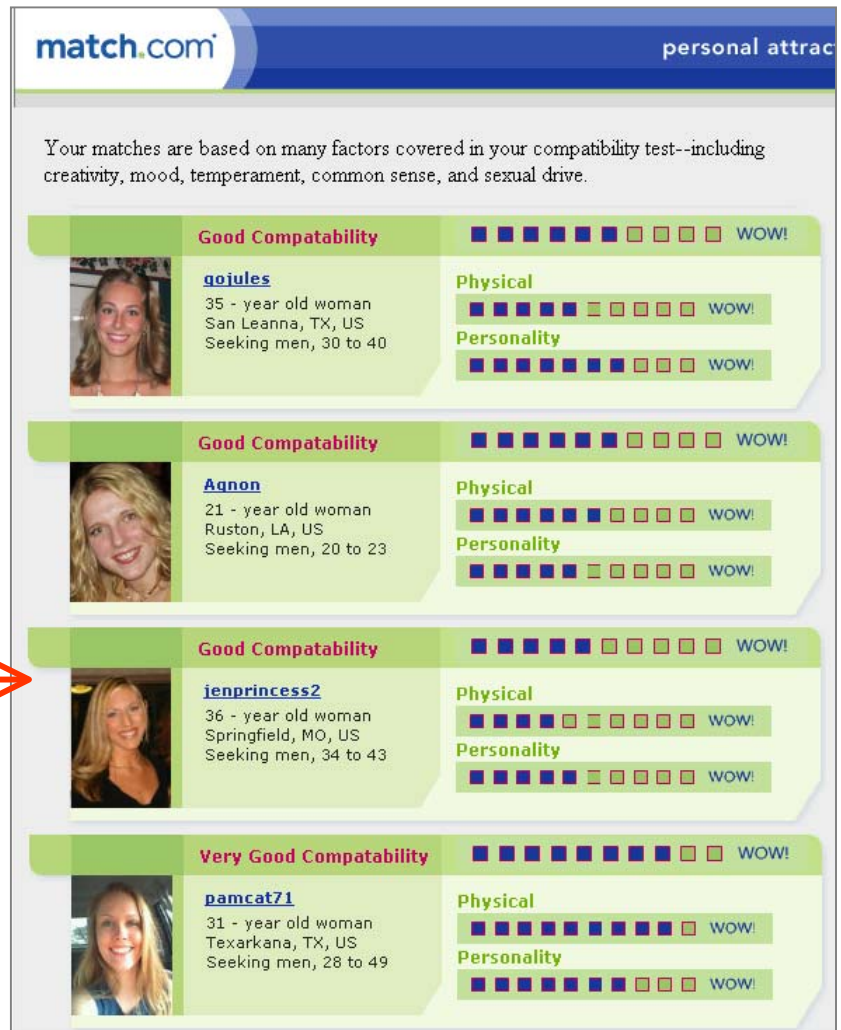 match.com
personal attrac
Your matches are based on many factors covered in your compatibility test--including
creativity, mood, temperament, common sense, and sexual drive.
Good Compatability WOW!
gojules
35 - year old woman
San Leanna, TX, US
Seeking men, 30 to 40
Physical
WOW!
Personality
WOW!
Good Compatability WOW!
Agnon
21 - year old woman
Ruston, LA, US
Seeking men, 20 to 23
Physical
WOW!
Personality
WOW!
Good Compatability WOW!
jenprincess2
36 - year old woman
Springfield, MO, US
Seeking men, 34 to 43
Physical
WOW!
Personality
WOW!
Very Good Compatability WOW!
pamcat71
31 - year old woman
Texarkana, TX, US
Seeking men, 28 to 49
Physical
WOW!
Personality
WOW!